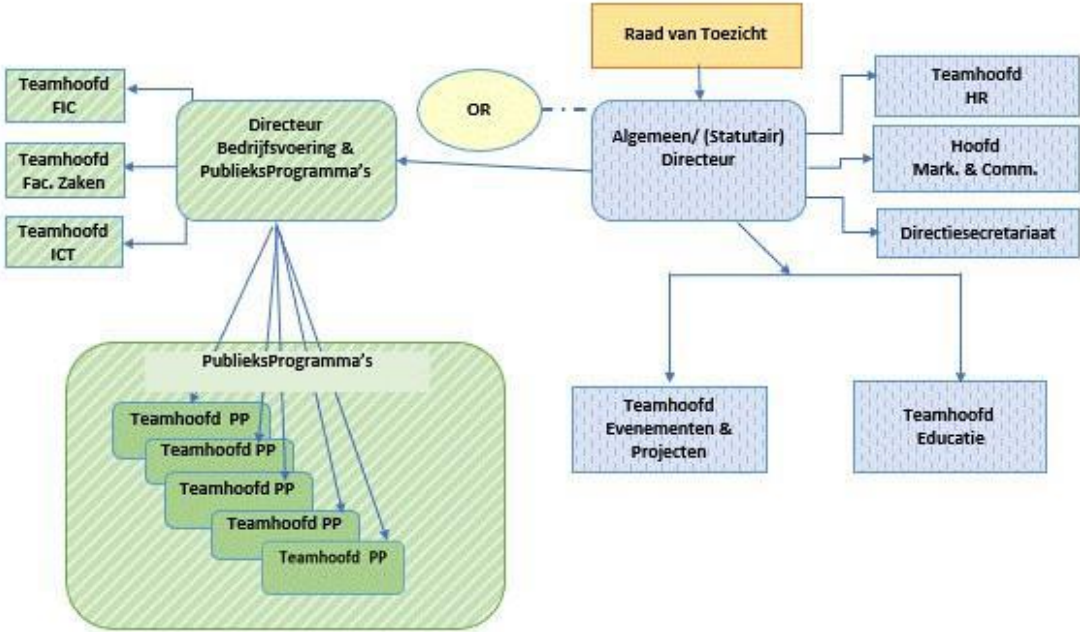 Raad van Toezicht
Teamhoofd
FIC
Teamhoofd
Fac. Zaken
Teamhoofd
ICT
Directeur
Bedrijfsvoering &
PublieksProgramma's
OR
Algemeen/ (Statutair)
Directeur
Teamhoofd
HR
Hoofd
Mark. & Comm.
Directiesecretariaat
PublieksProgramma's
Teamhoofd PP
Teamhoofd PP
Teamhoofd PP
Teamhoofd PP
Teamhoofd PP
Teamhoofd
Evenementen &
Projecten
Teamhoofd
Educatie